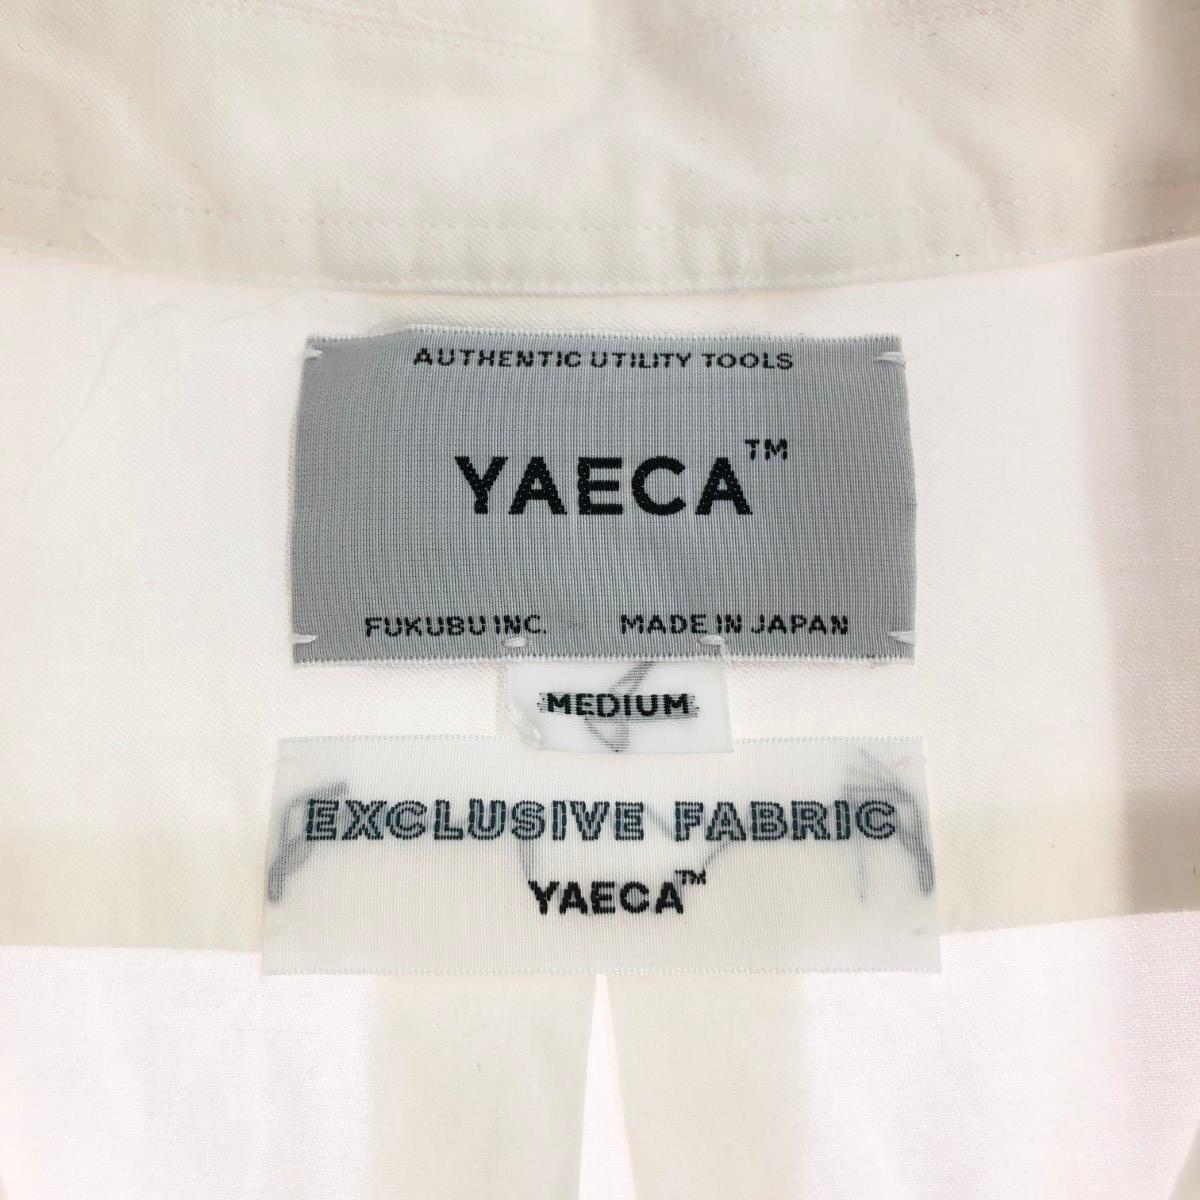 AUTHENTIC UTILITY TOOLS
YAECA™
FUKUBU INC. MADE IN JAPAN
MEDIUM
EXCLUSIVE FABRIC
YAECA™